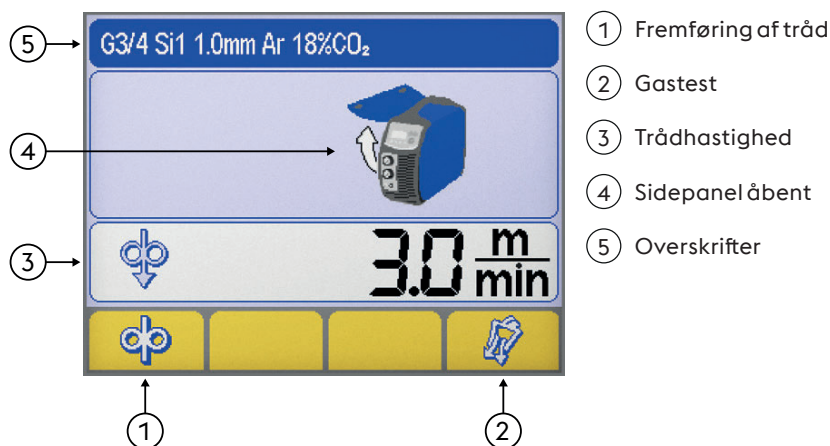 5
G3/4 Si1 1.0mm Ar 18%CO₂
4
3
3.0 m/min
1
2
1 Fremføring af tråd
2 Gastest
3 Trådhastighed
4 Sidepanel åbent
5 Overskrifter